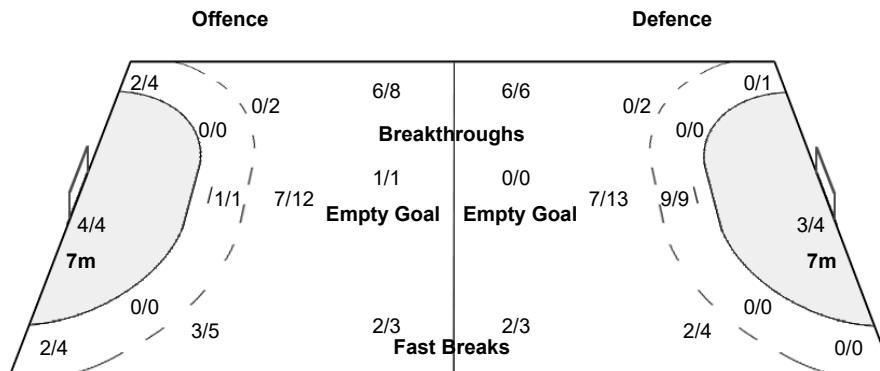 Offence Defence
2/4 6/8 6/6 0/1
0/2 0/2
0/0 Breakthroughs 0/0
1/1 0/0
1/1 7/12 7/13 9/9
Empty Goal Empty Goal
4/4 3/4
7m 7m
0/0 0/0
3/5 2/3 2/3 2/4
2/4 Fast Breaks 0/0